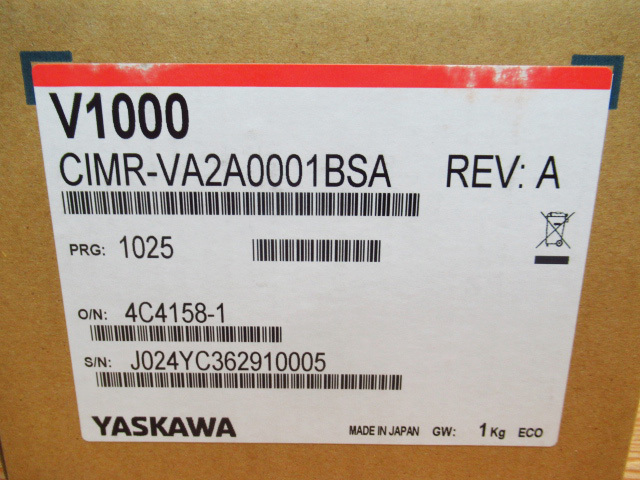 V1000
CIMR-VA2A0001BSA REV: A
PRG: 1025
O/N: 4C4158-1
S/N: J024YC362910005
YASKAWA MADE IN JAPAN GW: 1Kg ECO